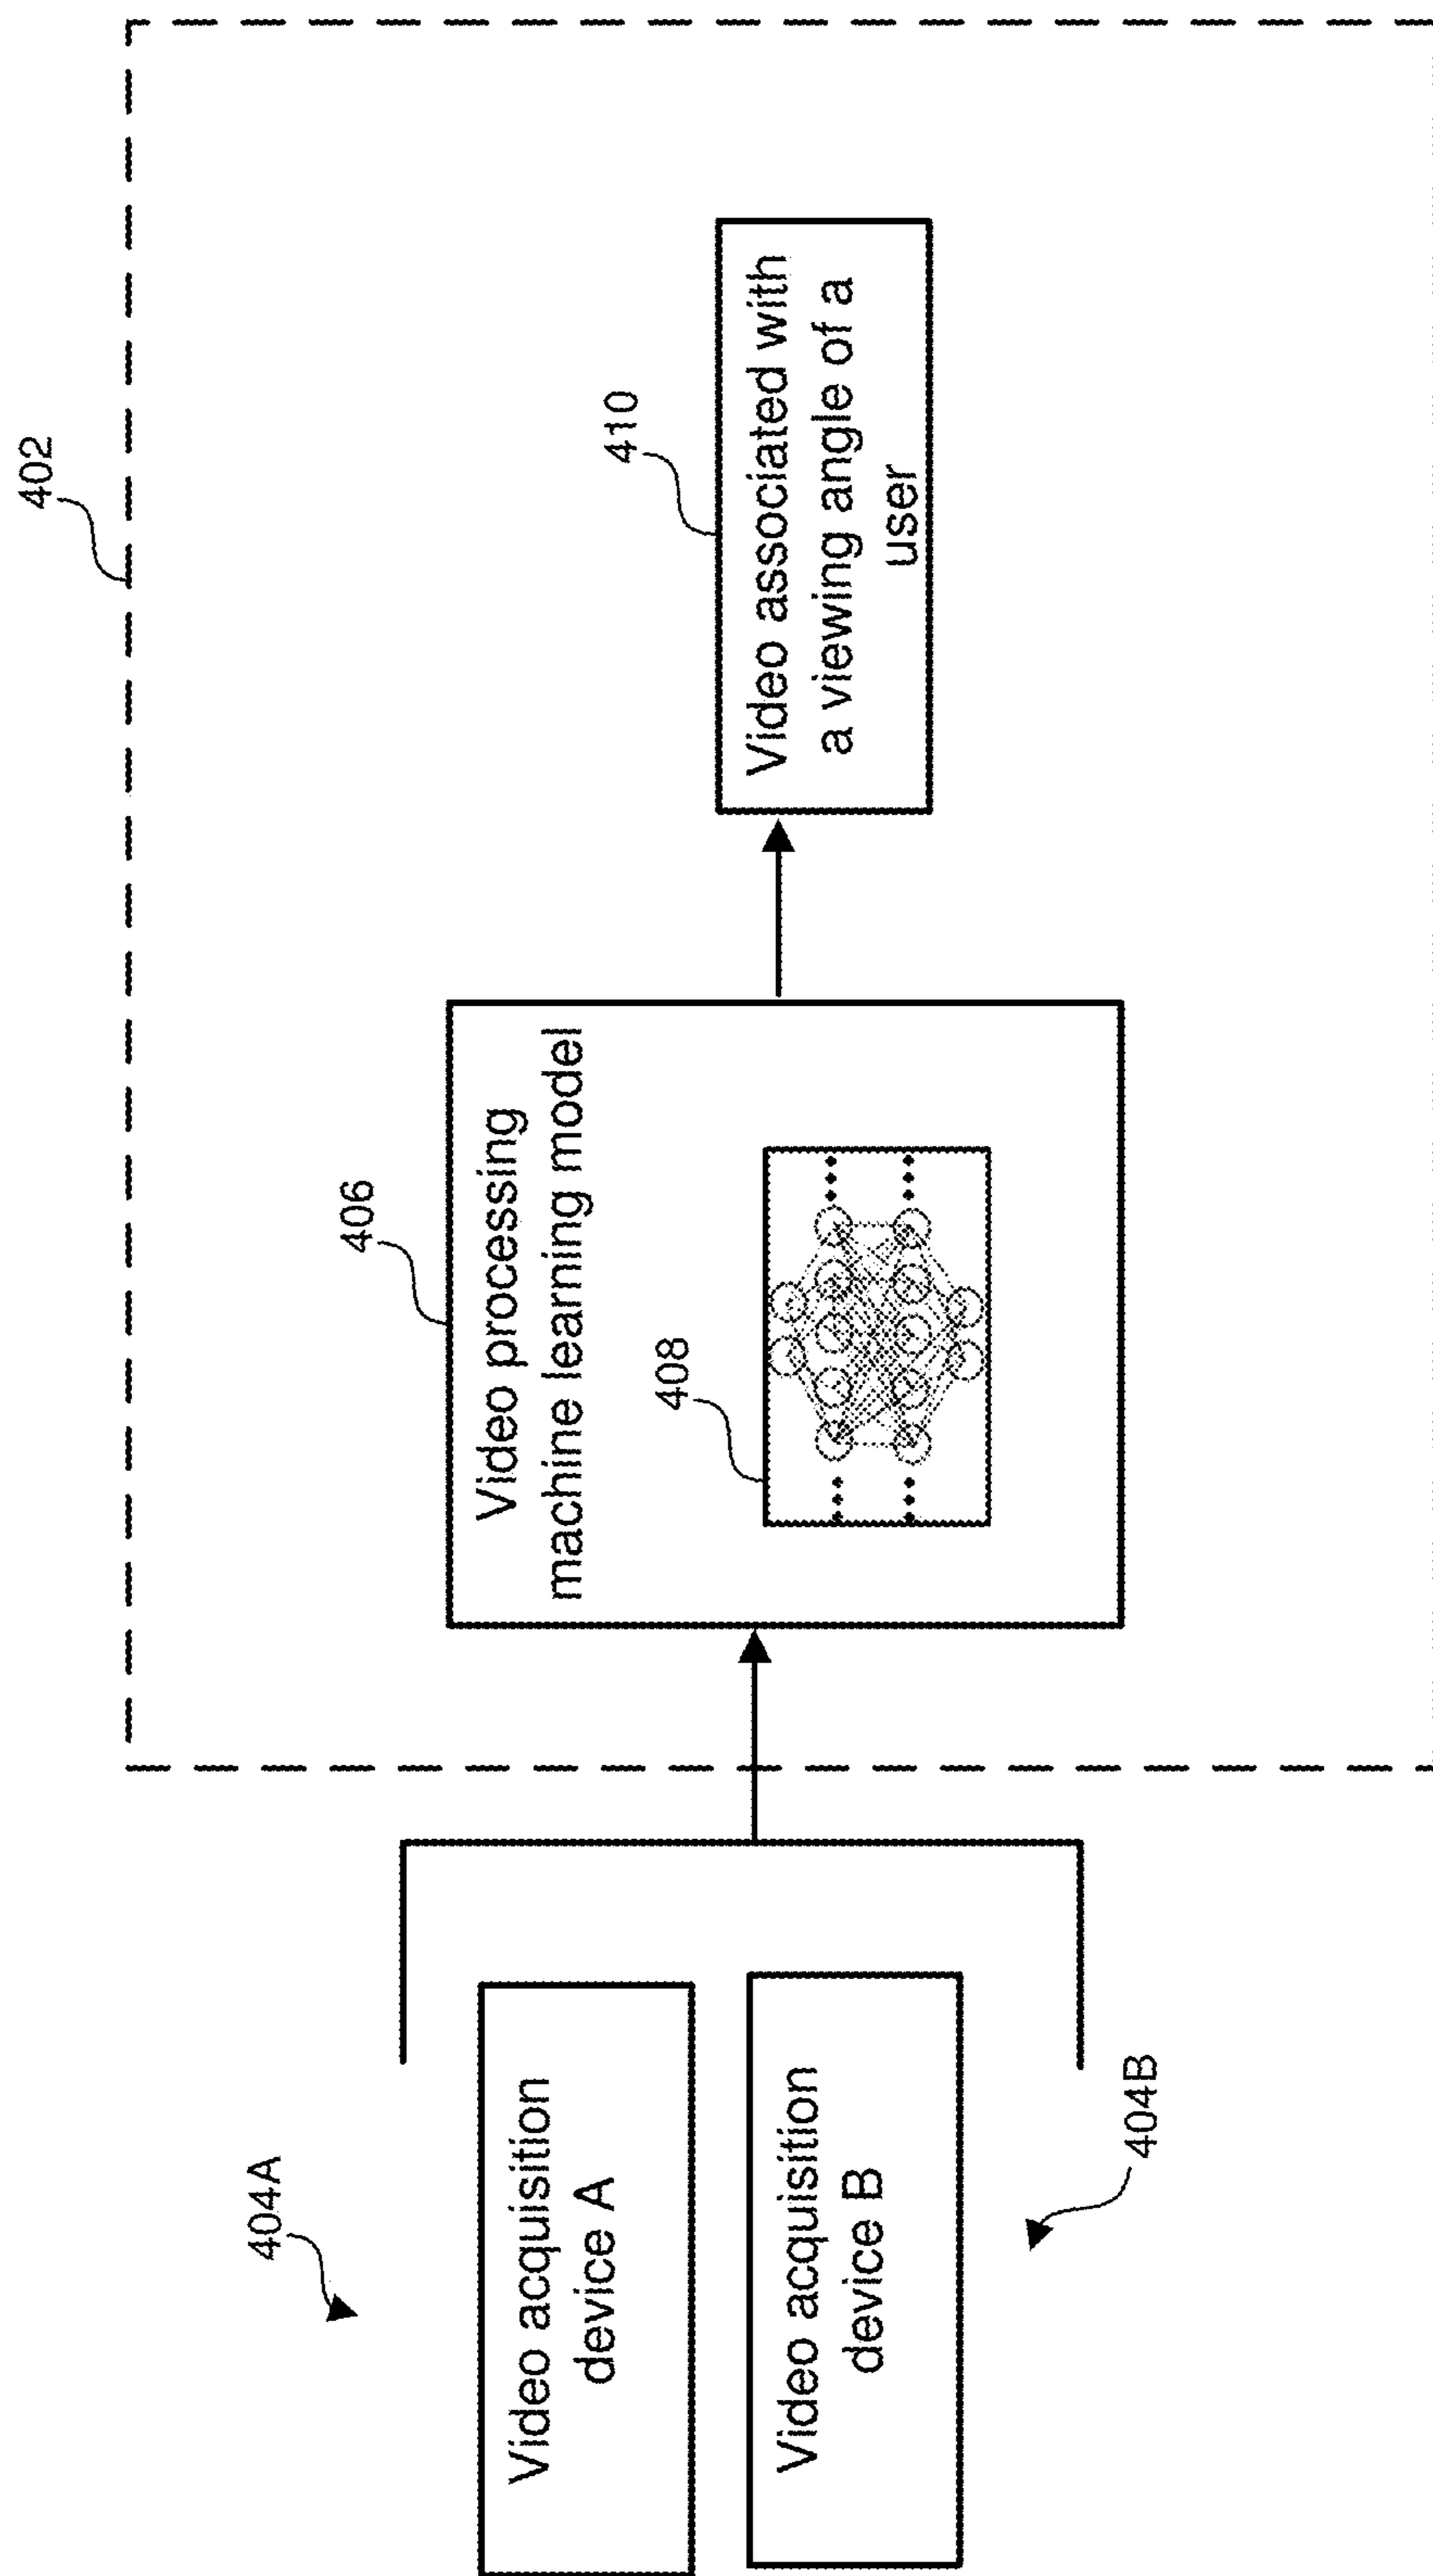 402
404A
Video acquisition
device A
Video acquisition
device B
404B
406
Video processing
machine learning model
408
410
Video associated with
a viewing angle of a
user